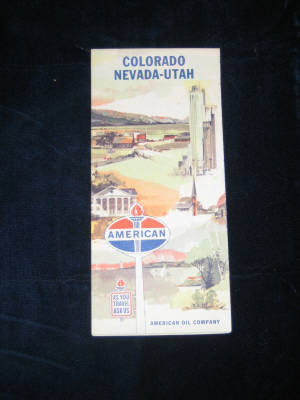 COLORADO
NEVADA-UTAH
AMERICAN
AS YOU
TRAVEL
ASK US
AMERICAN OIL COMPANY